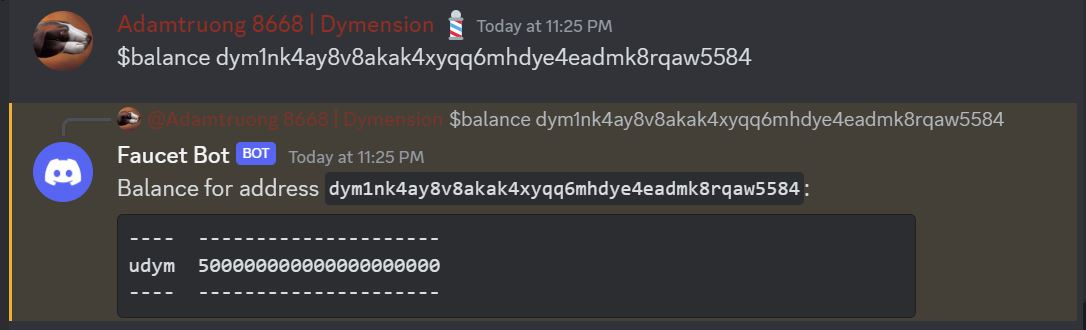 Adamtruong 8668 | Dymension 💈 Today at 11:25 PM
$balance dym1nk4ay8v8akak4xyqq6mhdye4eadmk8rqaw5584
@Adamtruong 8668 | Dymension $balance dym1nk4ay8v8akak4xyqq6mhdye4eadmk8rqaw5584
Faucet Bot BOT Today at 11:25 PM
Balance for address dym1nk4ay8v8akak4xyqq6mhdye4eadmk8rqaw5584:
---- ---------------------
udym 500000000000000000000
---- ---------------------